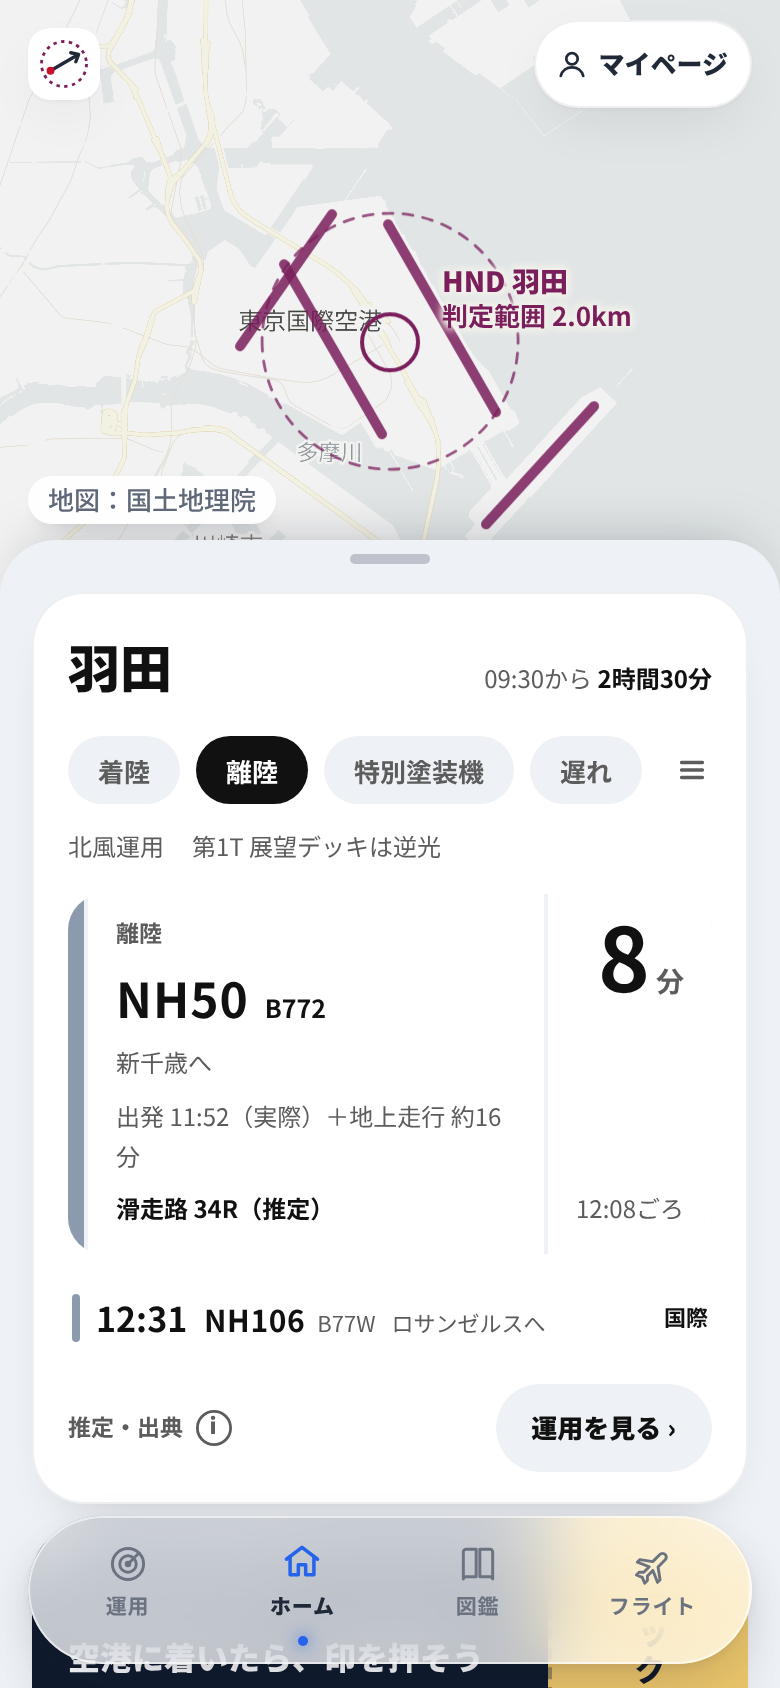 マイページ
HND 羽田
判定範囲 2.0km
東京国際空港
多摩川
地図：国土地理院
羽田
09:30から 2時間30分
着陸
離陸
特別塗装機
遅れ
北風運用 第1T 展望デッキは逆光
離陸
8分
NH50 B772
新千歳へ
出発 11:52（実際）＋地上走行 約16
分
滑走路 34R（推定）
12:08ごろ
12:31 NH106 B77W ロサンゼルスへ 国際
推定・出典 i
運用を見る ›
運用
ホーム
図鑑
フライト
空港に着いたら、印を押そう
ッ
ク